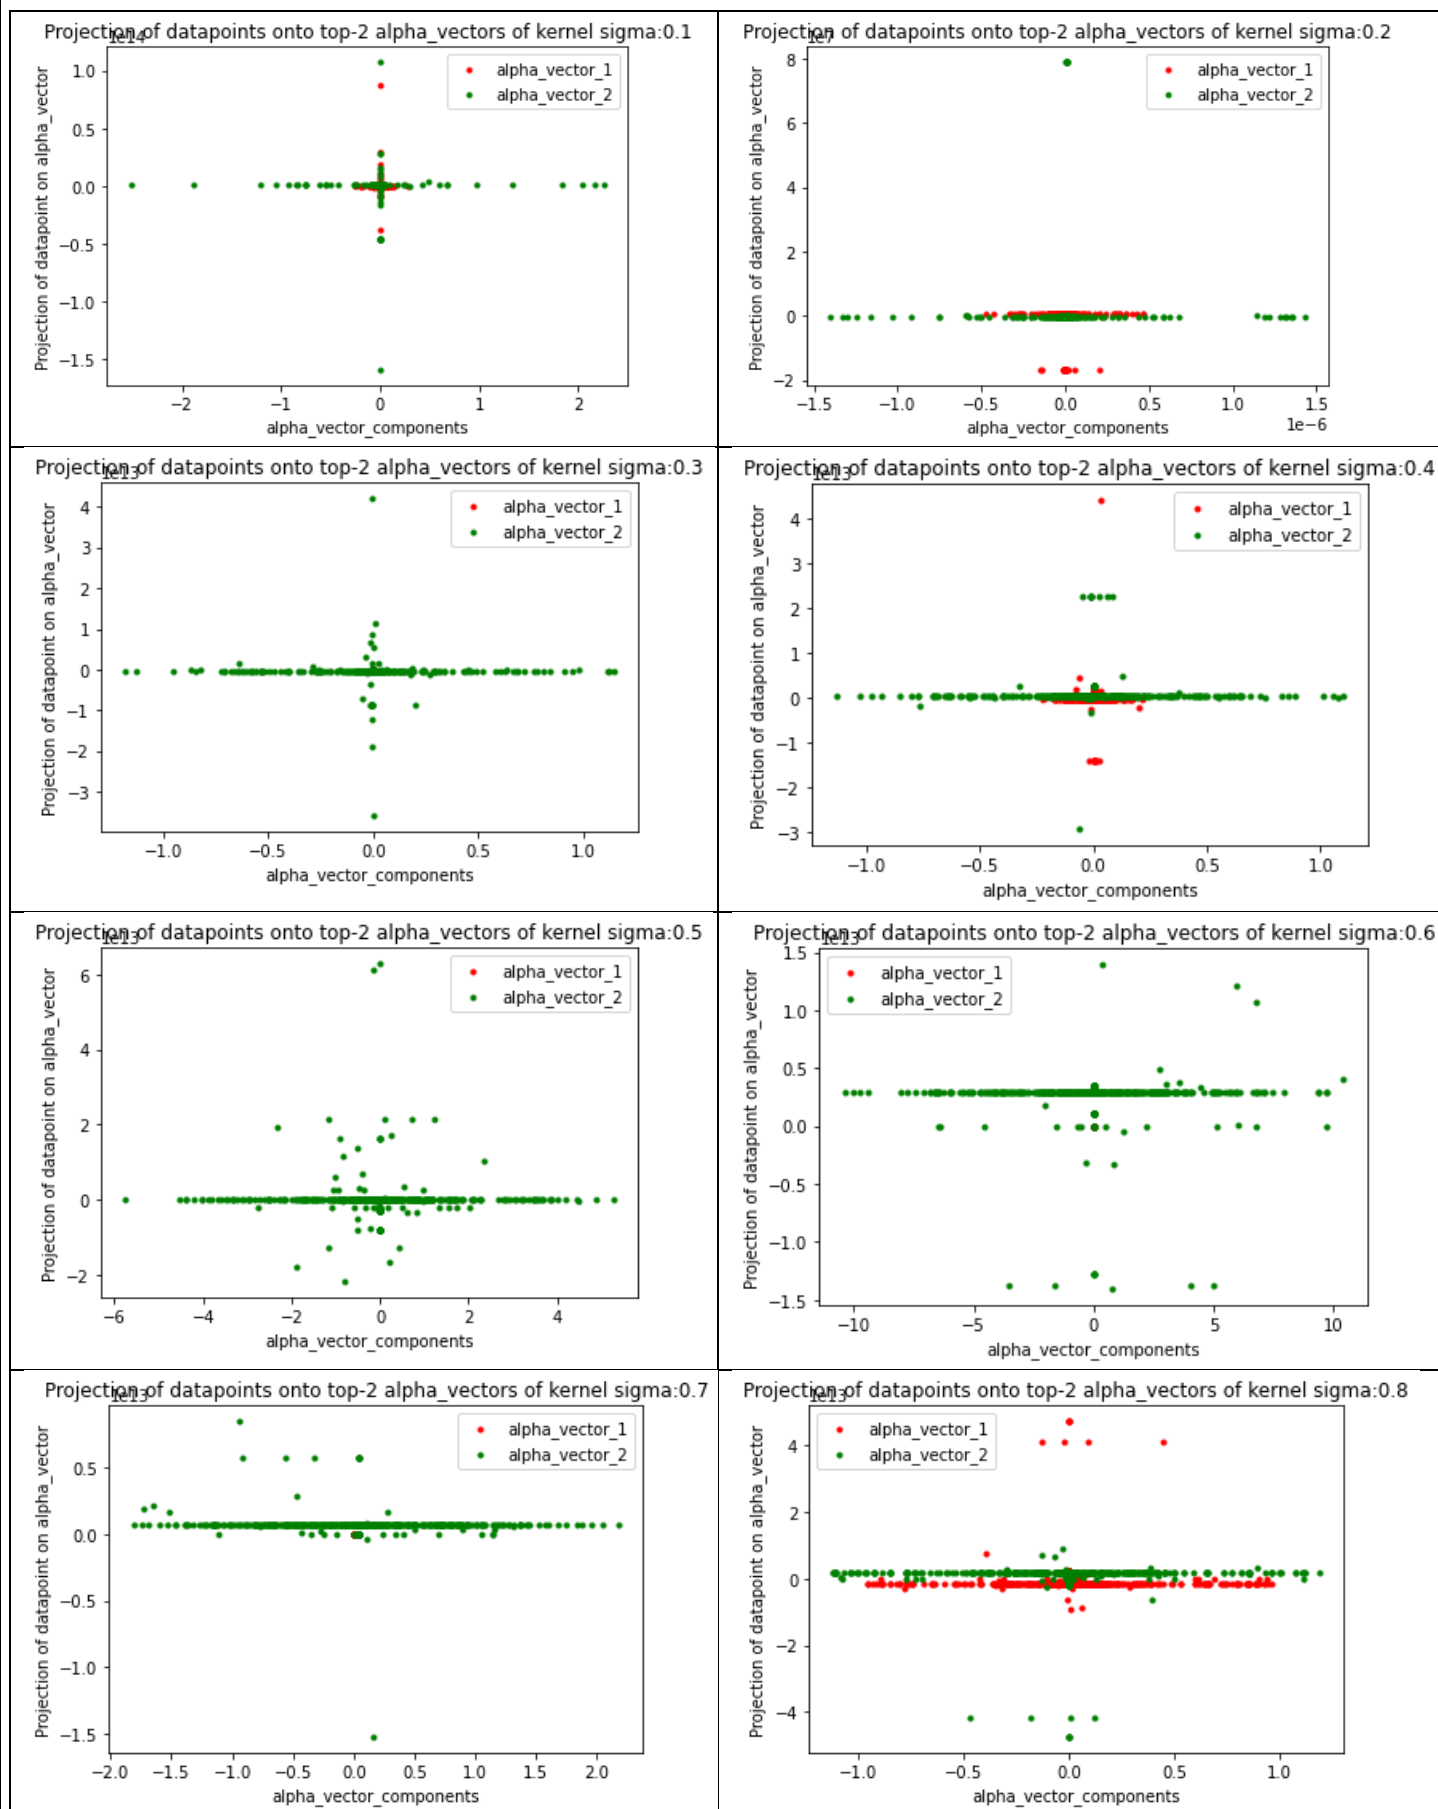 Projection of datapoints onto top-2 alpha_vectors of kernel sigma:0.1
1e14
alpha_vector_1
alpha_vector_2
Projection of datapoint on alpha_vector
1.0
0.5
0.0
−0.5
−1.0
−1.5
−2
−1
0
1
2
alpha_vector_components
Projection of datapoints onto top-2 alpha_vectors of kernel sigma:0.2
1e7
alpha_vector_1
alpha_vector_2
Projection of datapoint on alpha_vector
8
6
4
2
0
−2
−1.5
−1.0
−0.5
0.0
0.5
1.0
1.5
1e−6
alpha_vector_components
Projection of datapoints onto top-2 alpha_vectors of kernel sigma:0.3
1e13
alpha_vector_1
alpha_vector_2
Projection of datapoint on alpha_vector
4
3
2
1
0
−1
−2
−3
−1.0
−0.5
0.0
0.5
1.0
alpha_vector_components
Projection of datapoints onto top-2 alpha_vectors of kernel sigma:0.4
1e13
alpha_vector_1
alpha_vector_2
Projection of datapoint on alpha_vector
4
3
2
1
0
−1
−2
−3
−1.0
−0.5
0.0
0.5
1.0
alpha_vector_components
Projection of datapoints onto top-2 alpha_vectors of kernel sigma:0.5
1e13
alpha_vector_1
alpha_vector_2
Projection of datapoint on alpha_vector
6
4
2
0
−2
−6
−4
−2
0
2
4
alpha_vector_components
Projection of datapoints onto top-2 alpha_vectors of kernel sigma:0.6
1e13
alpha_vector_1
alpha_vector_2
Projection of datapoint on alpha_vector
1.5
1.0
0.5
0.0
−0.5
−1.0
−1.5
−10
−5
0
5
10
alpha_vector_components
Projection of datapoints onto top-2 alpha_vectors of kernel sigma:0.7
1e13
alpha_vector_1
alpha_vector_2
Projection of datapoint on alpha_vector
0.5
0.0
−0.5
−1.0
−1.5
−2.0
−1.5
−1.0
−0.5
0.0
0.5
1.0
1.5
2.0
alpha_vector_components
Projection of datapoints onto top-2 alpha_vectors of kernel sigma:0.8
1e13
alpha_vector_1
alpha_vector_2
Projection of datapoint on alpha_vector
4
2
0
−2
−4
−1.0
−0.5
0.0
0.5
1.0
alpha_vector_components